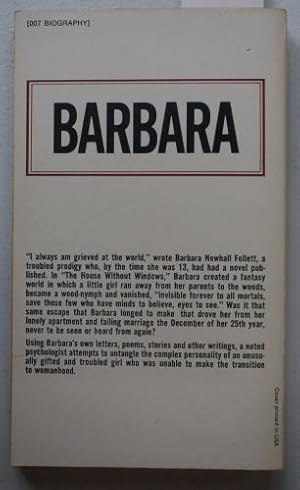 [007 BIOGRAPHY]
BARBARA
"I always am grieved at the world," wrote Barbara Newhall Follett, a
troubled prodigy who, by the time she was 13, had had a novel pub-
lished. In "The House Without Windows," Barbara created a fantasy
world in which a little girl ran away from her parents to the woods,
became a wood-nymph and vanished, "invisible forever to all mortals,
save those few who have minds to believe, eyes to see." Was it that
same escape that Barbara longed to make that drove her from her
lonely apartment and failing marriage the December of her 25th year,
never to be seen or heard from again?
Using Barbara's own letters, poems, stories and other writings, a noted
psychologist attempts to untangle the complex personality of an unusu-
ally gifted and troubled girl who was unable to make the transition
to womanhood.
Cover printed in USA